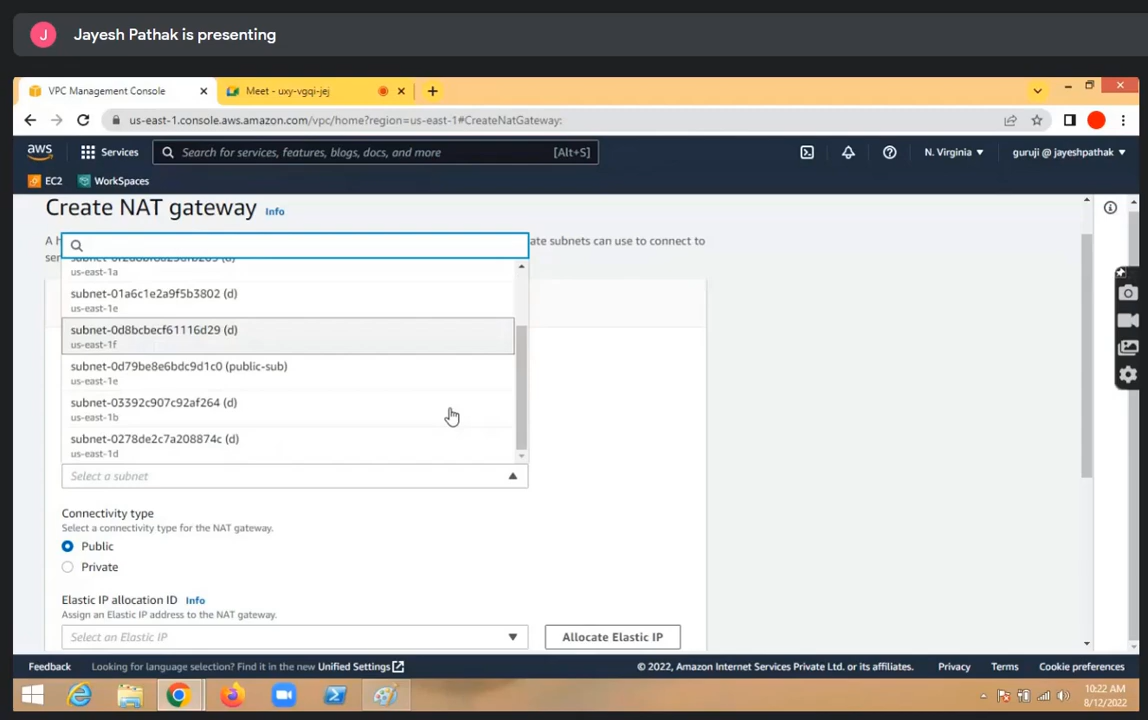 J Jayesh Pathak is presenting
VPC Management Console
Meet - uxy-vgqi-jej
us-east-1.console.aws.amazon.com/vpc/home?region=us-east-1#CreateNatGateway:
aws Services Search for services, features, blogs, docs, and more [Alt+S] N. Virginia guruji @ jayeshpathak
EC2 WorkSpaces
Create NAT gateway Info
A h ate subnets can use to connect to
ser
us-east-1a
subnet-01a6c1e2a9f5b3802 (d)
us-east-1e
subnet-0d8bcbecf61116d29 (d)
us-east-1f
subnet-0d79be8e6bdc9d1c0 (public-sub)
us-east-1e
subnet-03392c907c92af264 (d)
us-east-1b
subnet-0278de2c7a208874c (d)
us-east-1d
Select a subnet
Connectivity type
Select a connectivity type for the NAT gateway.
Public
Private
Elastic IP allocation ID Info
Assign an Elastic IP address to the NAT gateway.
Select an Elastic IP Allocate Elastic IP
Feedback Looking for language selection? Find it in the new Unified Settings © 2022, Amazon Internet Services Private Ltd. or its affiliates. Privacy Terms Cookie preferences
10:22 AM
8/12/2022